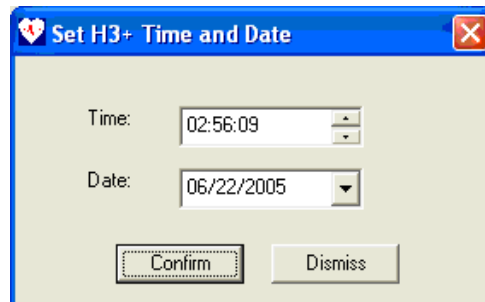 Set H3+ Time and Date
Time: 02:56:09
Date: 06/22/2005
Confirm Dismiss